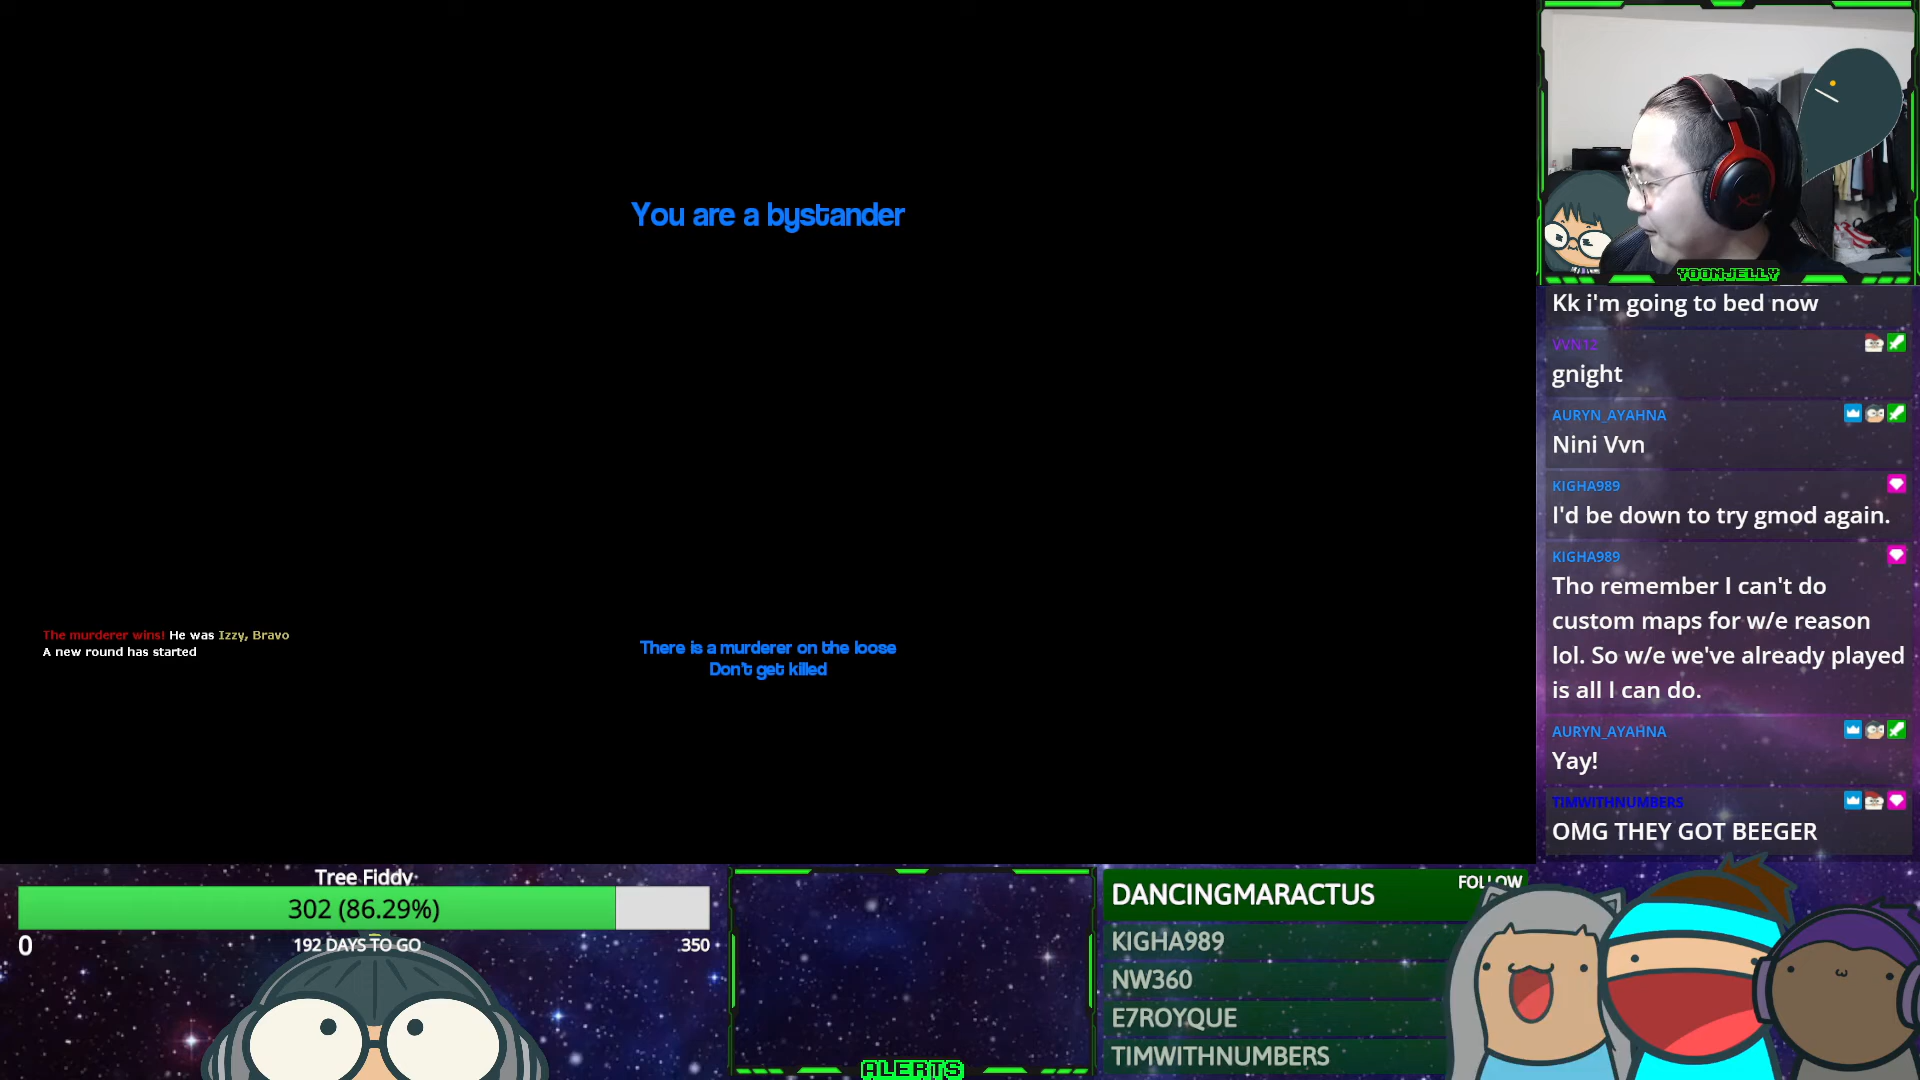 You are a bystander
The murderer wins! He was Izzy, Bravo
A new round has started
There is a murderer on the loose
Don't get killed
YOONJELLY
Kk i'm going to bed now
VVN12
gnight
AURYN_AYAHNA
Nini Vvn
KIGHA989
I'd be down to try gmod again.
KIGHA989
Tho remember I can't do
custom maps for w/e reason
lol. So w/e we've already played
is all I can do.
AURYN_AYAHNA
Yay!
TIMWITHNUMBERS
OMG THEY GOT BEEGER
Tree Fiddy
302 (86.29%)
0
192 DAYS TO GO
350
ALERTS
DANCINGMARACTUS
FOLLOW
KIGHA989
NW360
E7ROYQUE
TIMWITHNUMBERS